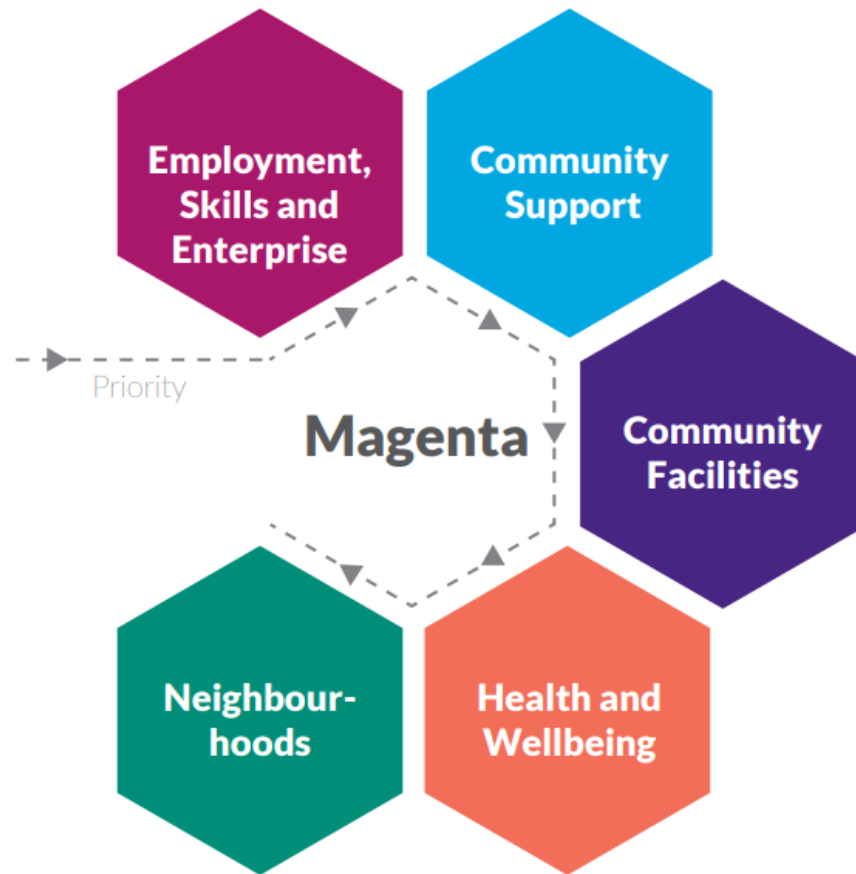 Employment,
Skills and
Enterprise
Community
Support
Priority
Magenta
Community
Facilities
Neighbour-
hoods
Health and
Wellbeing